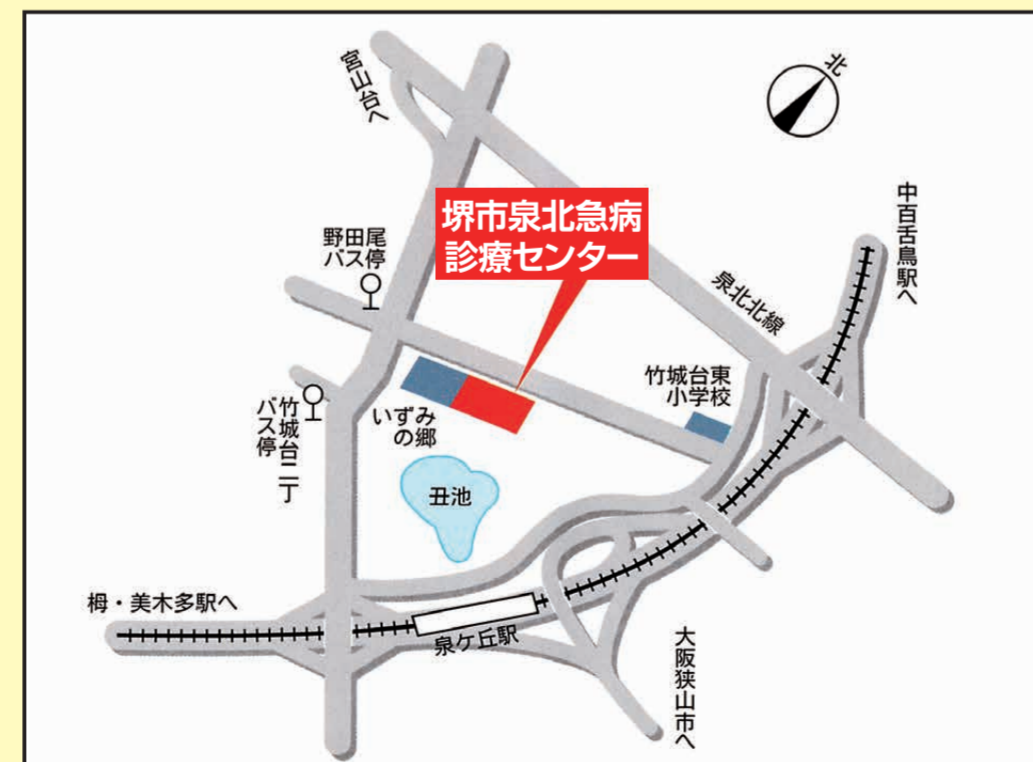 北
宮山台へ
中百舌鳥駅へ
堺市泉北急病
診療センター
野田尾
バス停
泉北北線
竹城台東
小学校
竹城台二丁
バス停
いずみ
の郷
丑池
栂・美木多駅へ
泉ケ丘駅
大阪狭山市へ